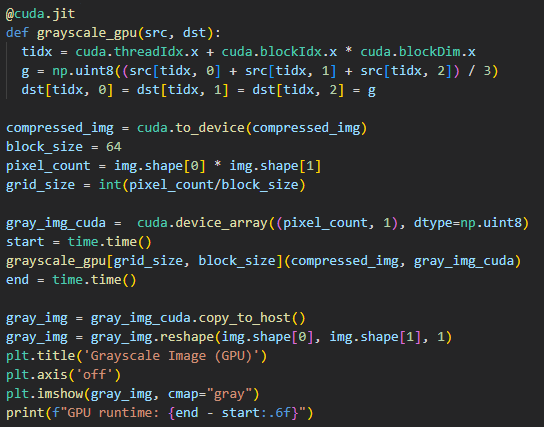 @cuda.jit
def grayscale_gpu(src, dst):
  tidx = cuda.threadIdx.x + cuda.blockIdx.x * cuda.blockDim.x
  g = np.uint8((src[tidx, 0] + src[tidx, 1] + src[tidx, 2]) / 3)
  dst[tidx, 0] = dst[tidx, 1] = dst[tidx, 2] = g

compressed_img = cuda.to_device(compressed_img)
block_size = 64
pixel_count = img.shape[0] * img.shape[1]
grid_size = int(pixel_count/block_size)

gray_img_cuda =  cuda.device_array((pixel_count, 1), dtype=np.uint8)
start = time.time()
grayscale_gpu[grid_size, block_size](compressed_img, gray_img_cuda)
end = time.time()

gray_img = gray_img_cuda.copy_to_host()
gray_img = gray_img.reshape(img.shape[0], img.shape[1], 1)
plt.title('Grayscale Image (GPU)')
plt.axis('off')
plt.imshow(gray_img, cmap="gray")
print(f"GPU runtime: {end - start:.6f}")